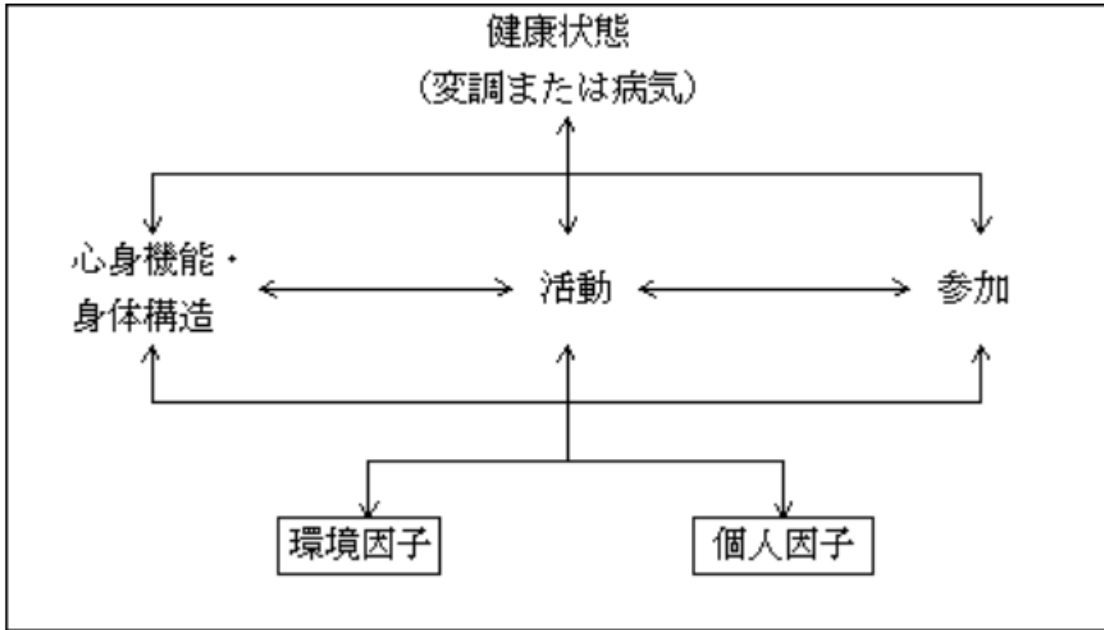 健康状態
（変調または病気）
心身機能・
身体構造
活動
参加
環境因子
個人因子